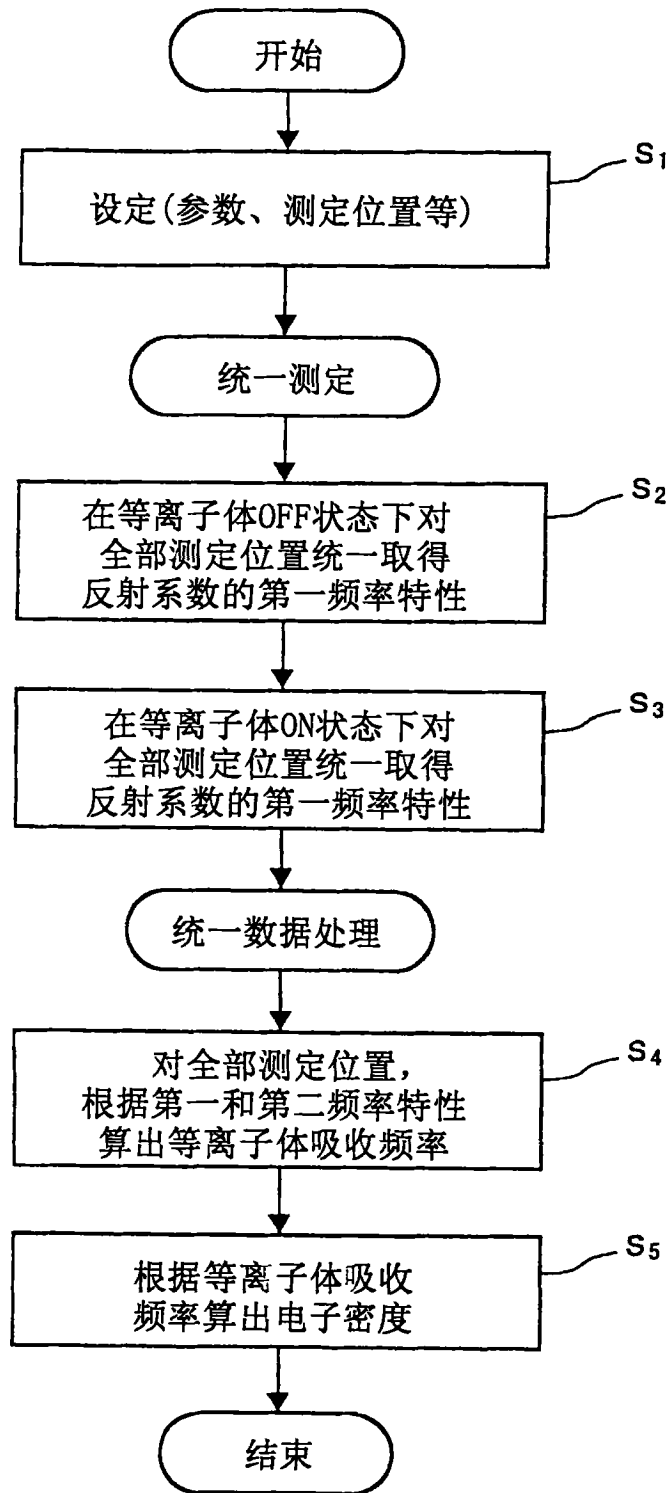 开始
S1
设定(参数、测定位置等)
统一测定
S2
在等离子体OFF状态下对
全部测定位置统一取得
反射系数的第一频率特性
S3
在等离子体ON状态下对
全部测定位置统一取得
反射系数的第一频率特性
统一数据处理
S4
对全部测定位置，
根据第一和第二频率特性
算出等离子体吸收频率
S5
根据等离子体吸收
频率算出电子密度
结束